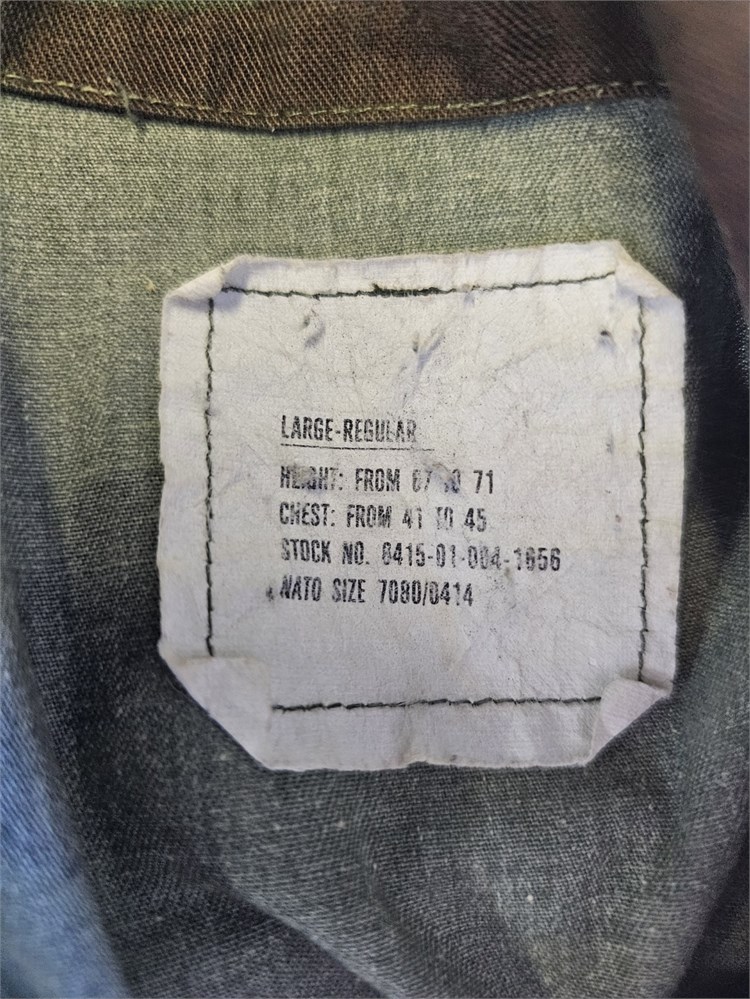 LARGE-REGULAR
HEIGHT: FROM 67 TO 71
CHEST: FROM 41 TO 45
STOCK NO. 8415-01-084-1656
NATO SIZE 7080/0414